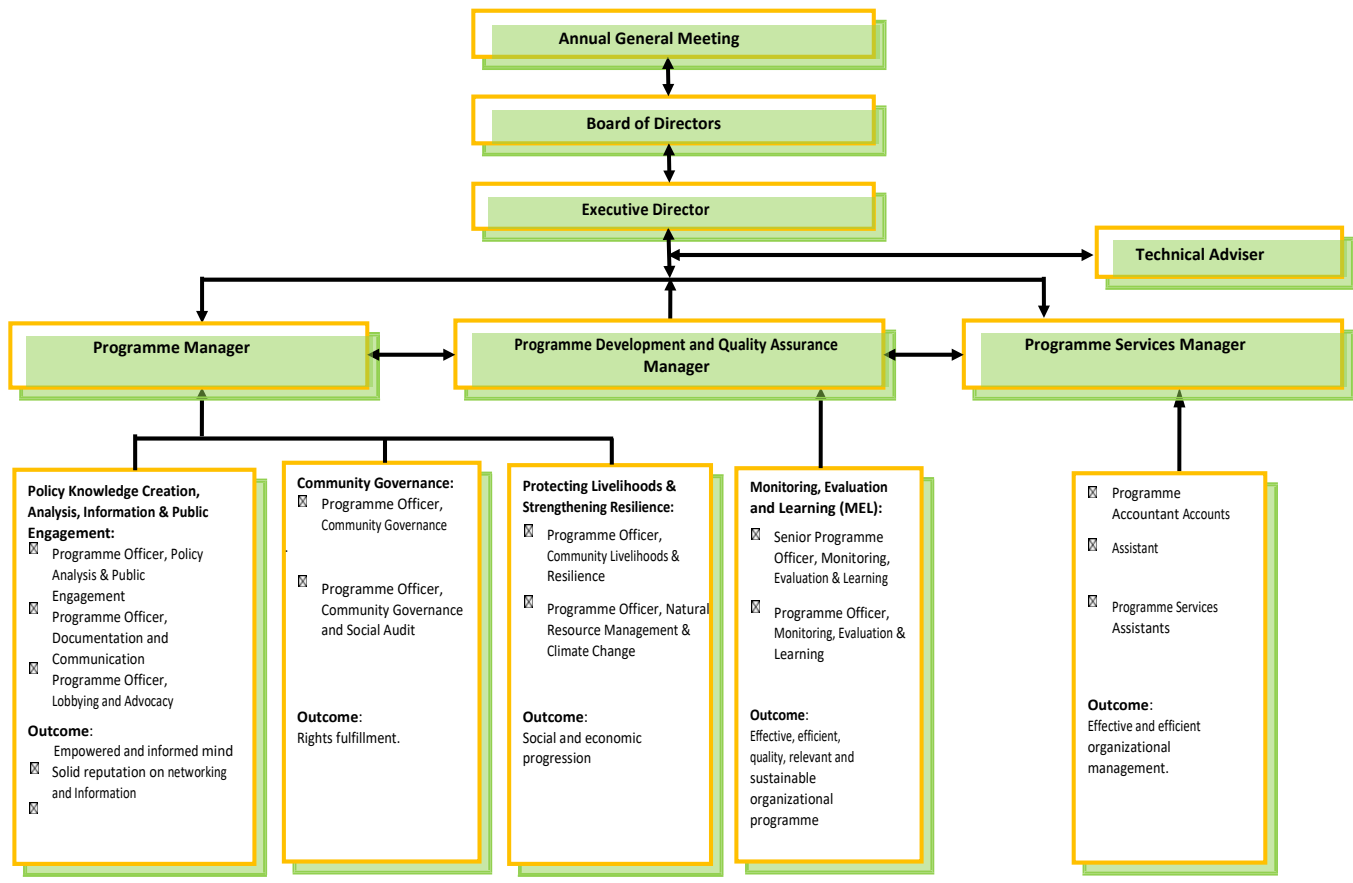 Annual General Meeting
Board of Directors
Executive Director
Technical Adviser
Programme Manager
Programme Development and Quality Assurance
Manager
Programme Services Manager
Policy Knowledge Creation,
Analysis, Information & Public
Engagement:
Programme Officer, Policy
Analysis & Public
Engagement
Programme Officer,
Documentation and
Communication
Programme Officer,
Lobbying and Advocacy
Outcome:
Empowered and informed mind
Solid reputation on networking
and Information
Community Governance:
Programme Officer,
Community Governance
.
Programme Officer,
Community Governance
and Social Audit
Outcome:
Rights fulfillment.
Protecting Livelihoods &
Strengthening Resilience:
Programme Officer,
Community Livelihoods &
Resilience
Programme Officer, Natural
Resource Management &
Climate Change
Outcome:
Social and economic
progression
Monitoring, Evaluation
and Learning (MEL):
Senior Programme
Officer, Monitoring,
Evaluation & Learning
Programme Officer,
Monitoring, Evaluation &
Learning
Outcome:
Effective, efficient,
quality, relevant and
sustainable
organizational
programme
Programme
Accountant Accounts
Assistant
Programme Services
Assistants
Outcome:
Effective and efficient
organizational
management.